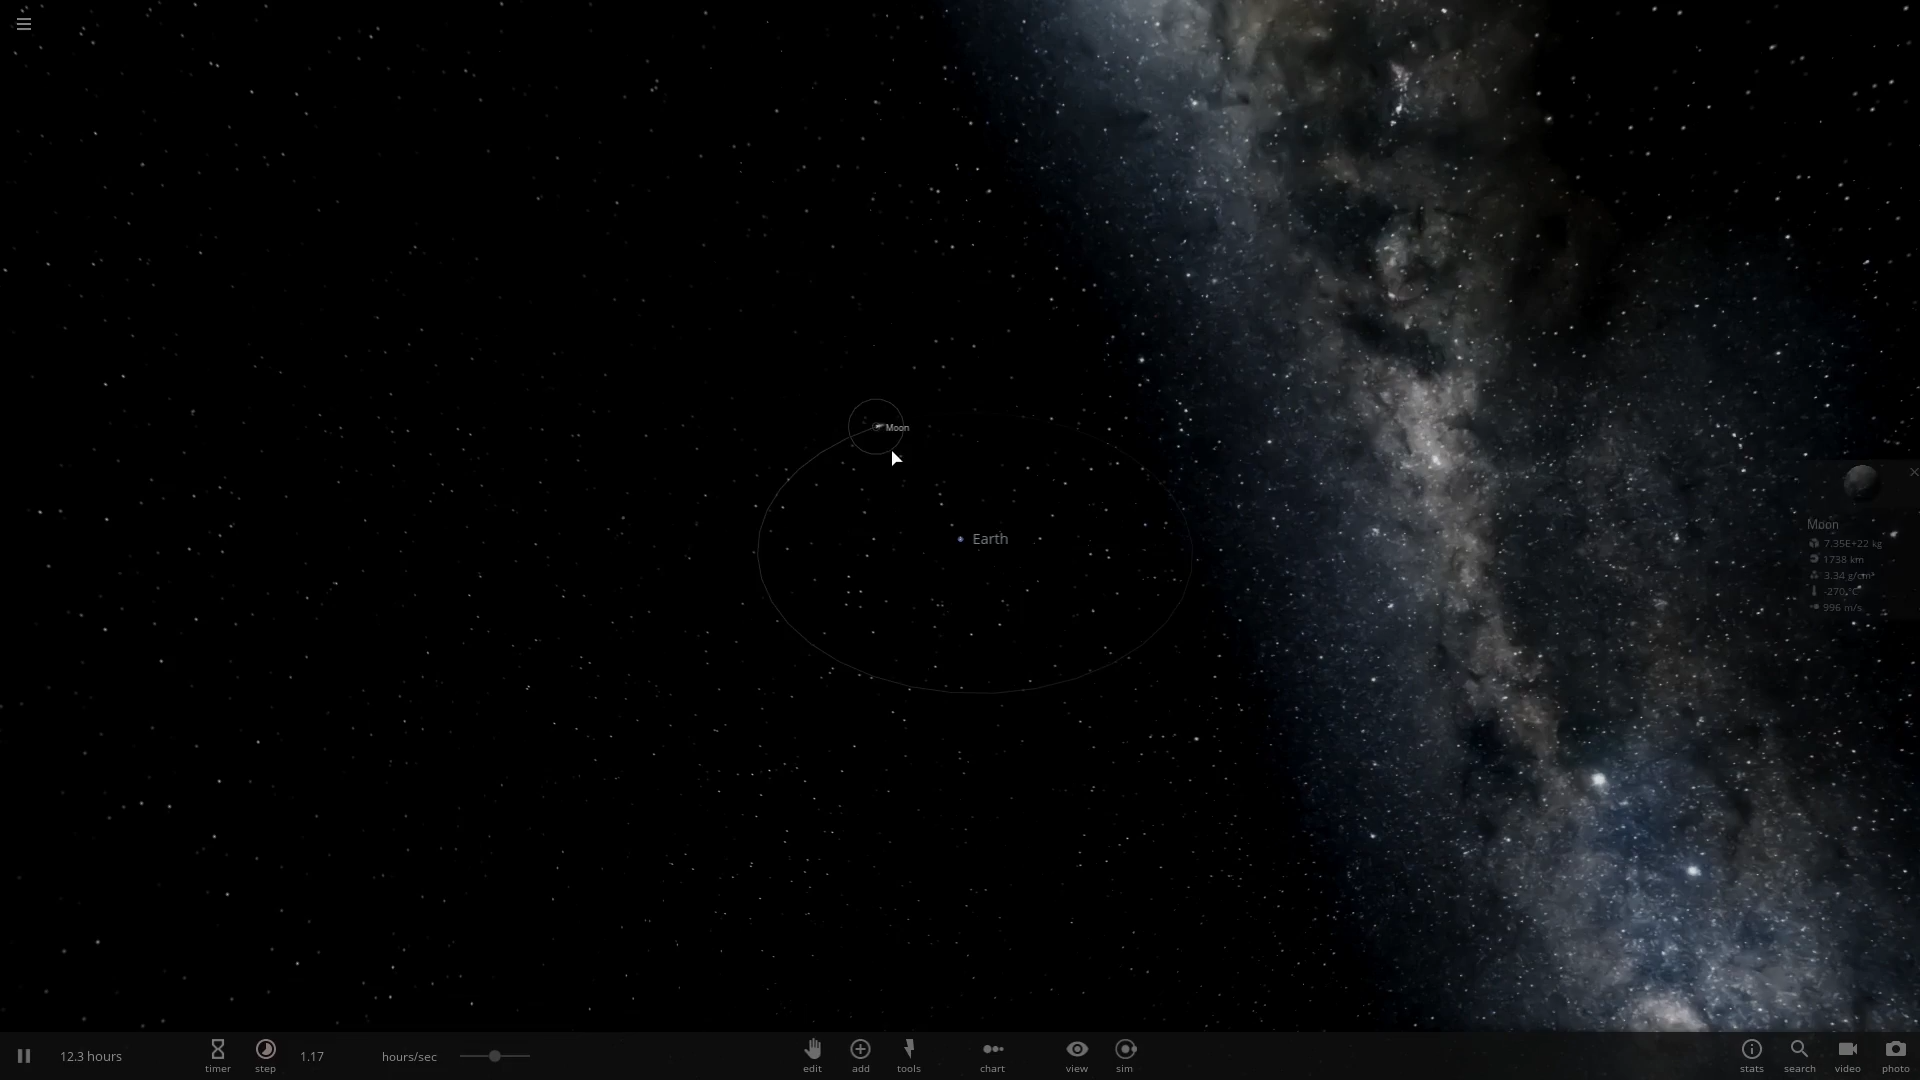 Moon
Earth
Moon
7.35E+22 kg
1738 km
3.34 g/cm³
-270 °C
996 m/s
12.3 hours
timer
step
1.17
hours/sec
edit
add
tools
chart
view
sim
stats
search
video
photo